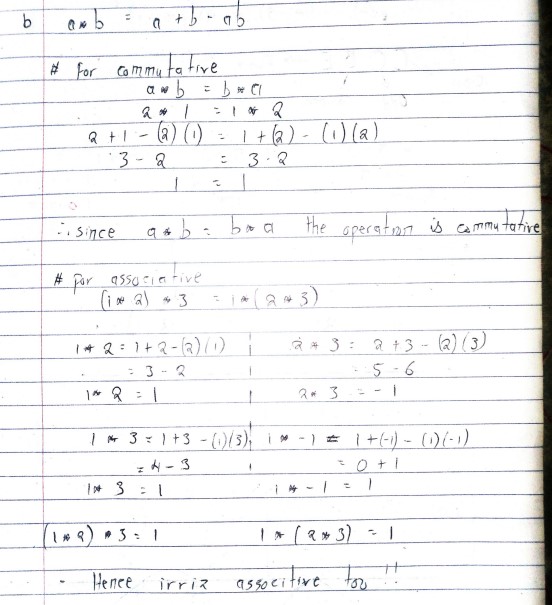 b a*b = a + b - ab
# for commutative
a * b = b * a
2 * 1 = 1 * 2
2 + 1 - (2)(1) = 1 + (2) - (1)(2)
3 - 2 = 3 - 2
1 = 1
∴ since a * b = b * a the operation is commutative
# for associative
(1 * 2) * 3 = 1 * (2 * 3)
1 * 2 = 1 + 2 - (2)(1) | 2 * 3 = 2 + 3 - (2)(3)
= 3 - 2 | = 5 - 6
1 * 2 = 1 | 2 * 3 = - 1
1 * 3 = 1 + 3 - (1)(3) | 1 * -1 = 1 + (-1) - (1)(-1)
= 4 - 3 | = 0 + 1
1 * 3 = 1 | 1 * - 1 = 1
(1 * 2) * 3 = 1 1 * (2 * 3) = 1
- Hence irriz associtive too !!